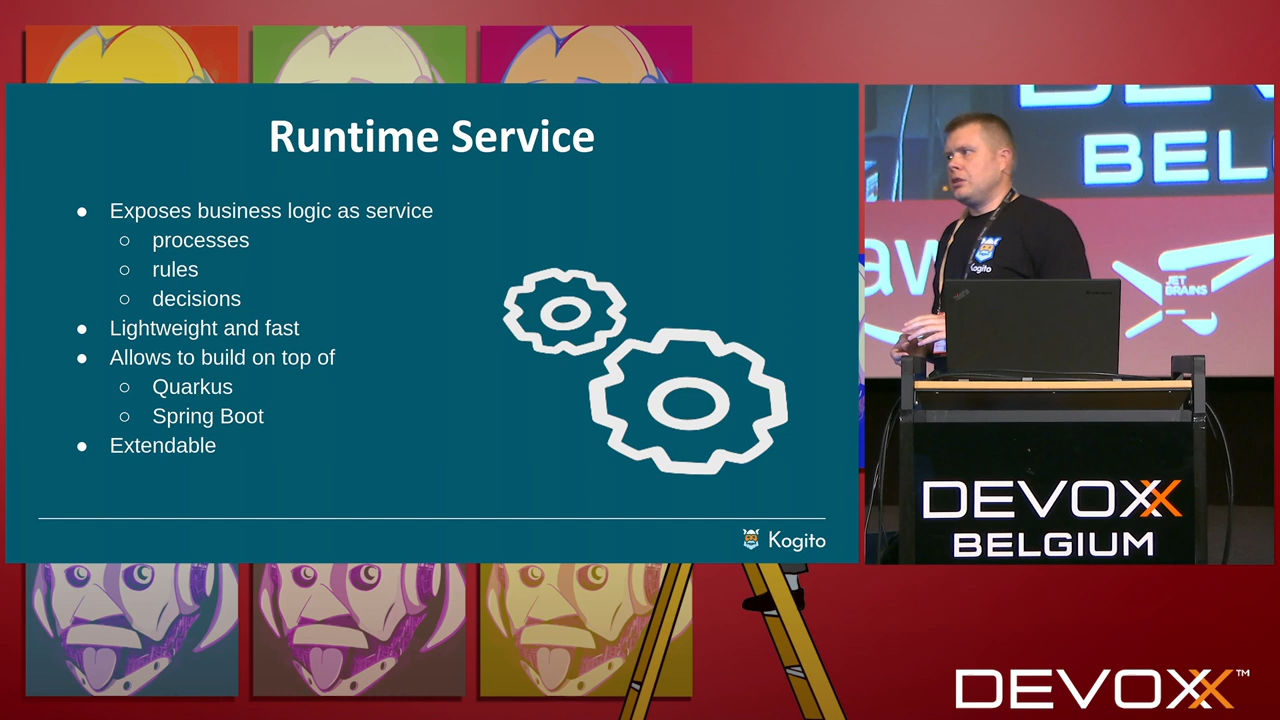 Runtime Service
● Exposes business logic as service
○ processes
○ rules
○ decisions
● Lightweight and fast
● Allows to build on top of
○ Quarkus
○ Spring Boot
● Extendable
Kogito
BEL
Kogito
JET
BRAINS
DEVOXX
BELGIUM
DEVOXX™